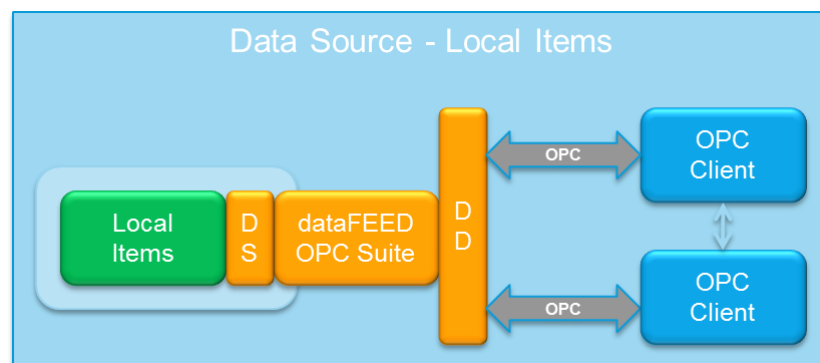 Data Source - Local Items
Local
Items
D
S
dataFEED
OPC Suite
D
D
OPC
OPC
Client
OPC
OPC
Client